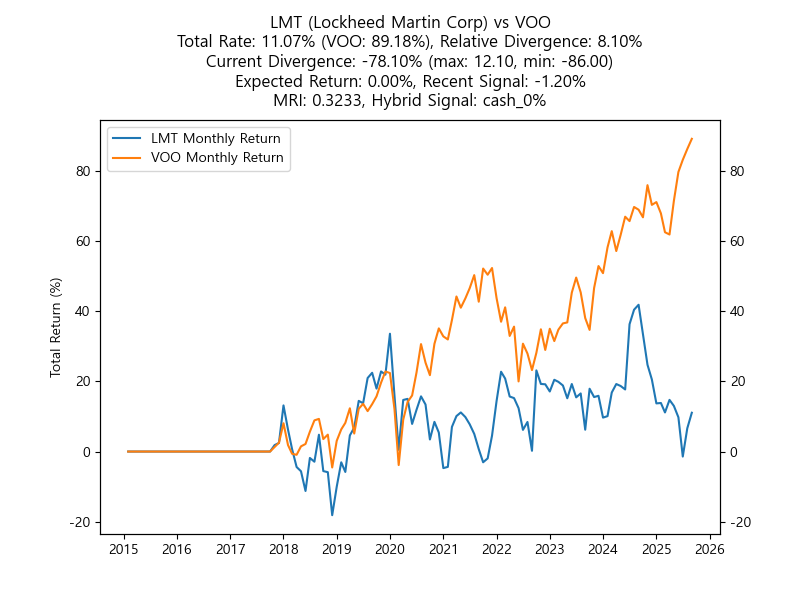 LMT (Lockheed Martin Corp) vs VOO
Total Rate: 11.07% (VOO: 89.18%), Relative Divergence: 8.10%
Current Divergence: -78.10% (max: 12.10, min: -86.00)
Expected Return: 0.00%, Recent Signal: -1.20%
MRI: 0.3233, Hybrid Signal: cash_0%
LMT Monthly Return
VOO Monthly Return
Total Return (%)
80 80
60 60
40 40
20 20
0 0
-20 -20
2015 2016 2017 2018 2019 2020 2021 2022 2023 2024 2025 2026